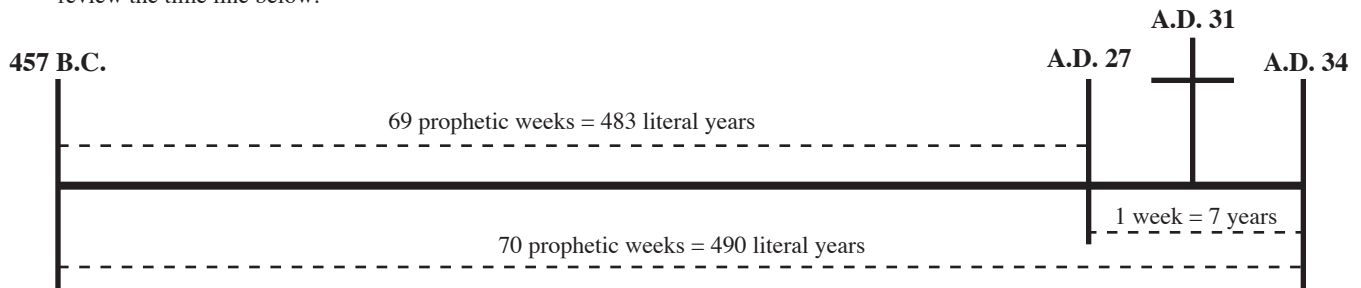 review the time line below.
A.D. 31
457 B.C.
A.D. 27
A.D. 34
69 prophetic weeks = 483 literal years
1 week = 7 years
70 prophetic weeks = 490 literal years